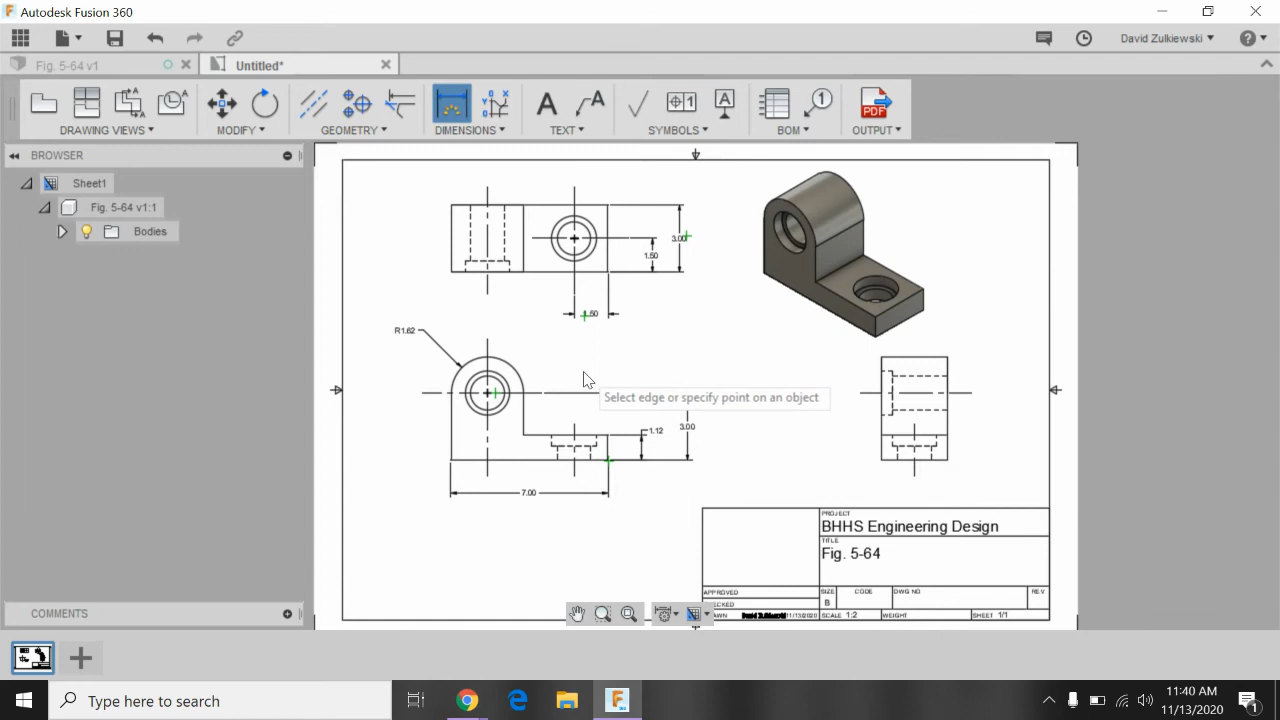 Autodesk Fusion 360
David Zulkiewski
Fig. 5-64 v1
Untitled*
DRAWING VIEWS
MODIFY
GEOMETRY
DIMENSIONS
TEXT
SYMBOLS
BOM
OUTPUT
PDF
BROWSER
Sheet1
Fig. 5-64 v1:1
Bodies
3.00
1.50
1.50
R1.62
Select edge or specify point on an object
1.12
3.00
7.00
PROJECT
BHHS Engineering Design
TITLE
Fig. 5-64
APPROVED
SIZE
CODE
DWG NO
REV
B
11/13/2020
SCALE 1:2
WEIGHT
SHEET 1/1
COMMENTS
Type here to search
11:40 AM
11/13/2020